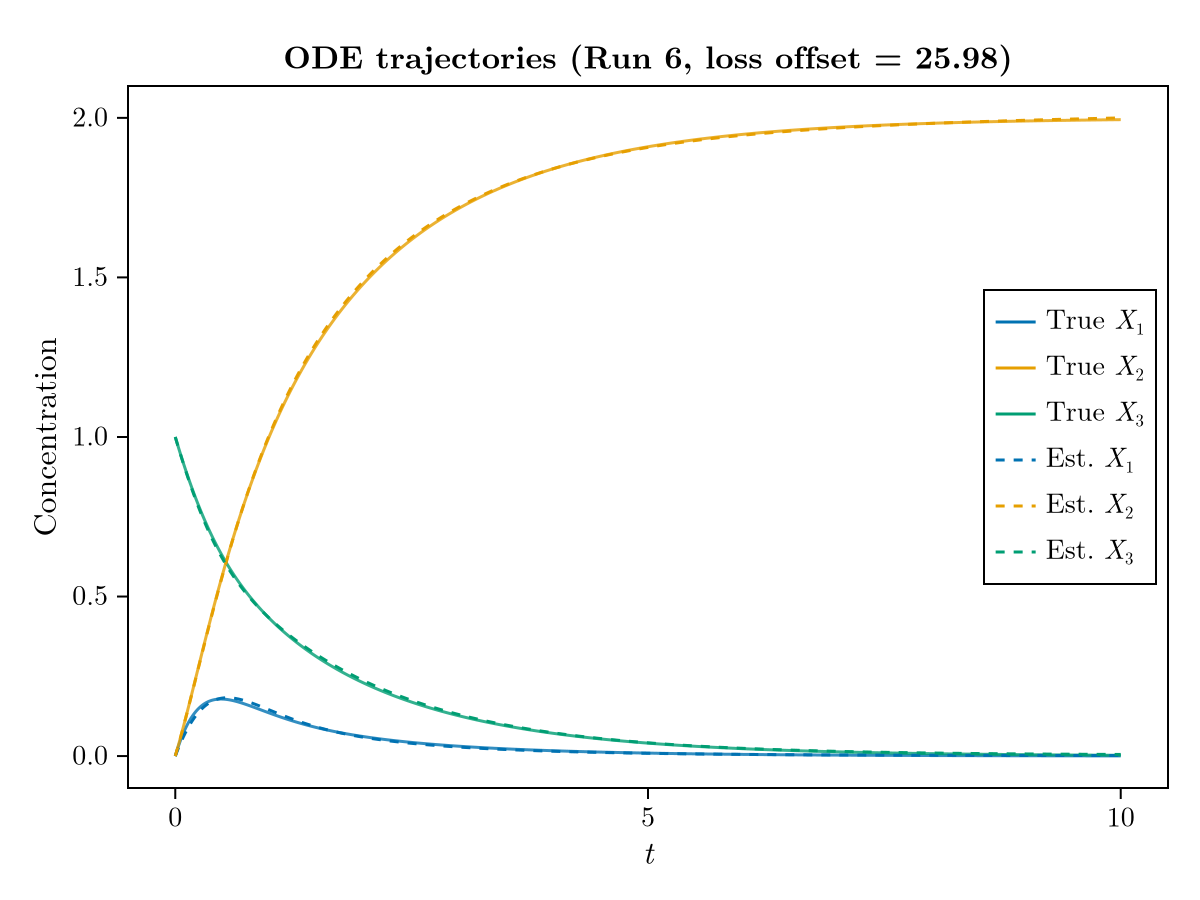 ODE trajectories (Run 6, loss offset = 25.98)
Concentration
2.0
1.5
1.0
0.5
0.0
0
5
10
t
True X₁
True X₂
True X₃
Est. X₁
Est. X₂
Est. X₃